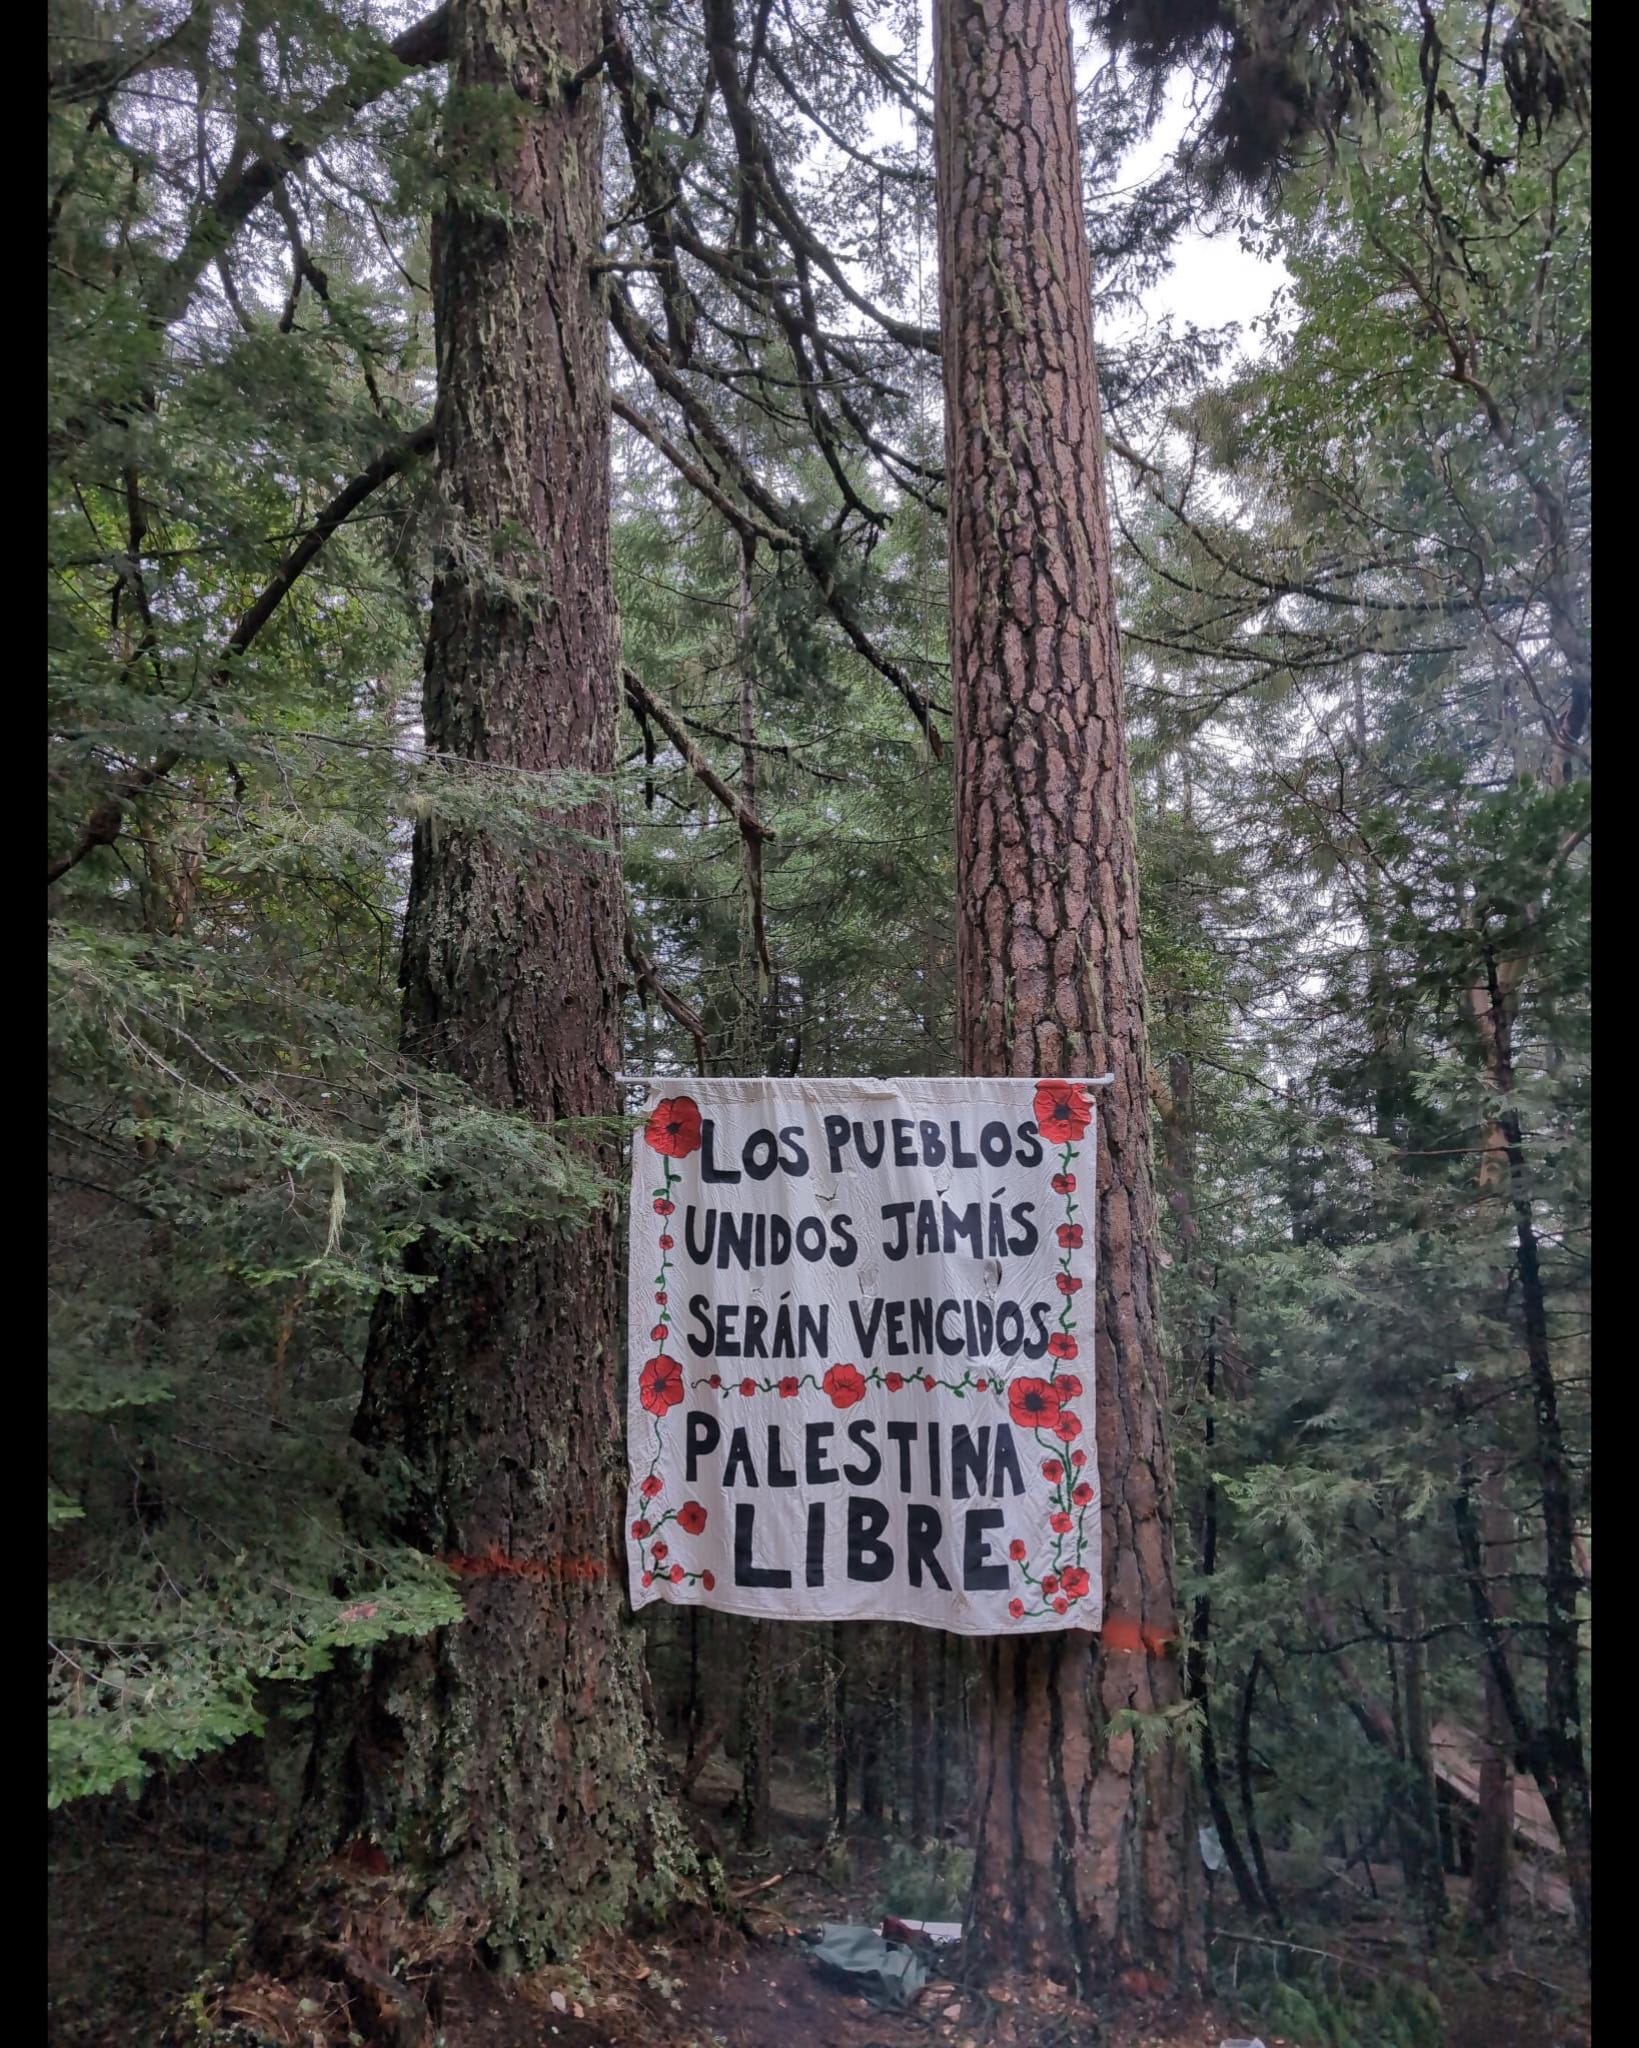 LOS PUEBLOS
UNIDOS JAMÁS
SERÁN VENCIDOS
PALESTINA
LIBRE